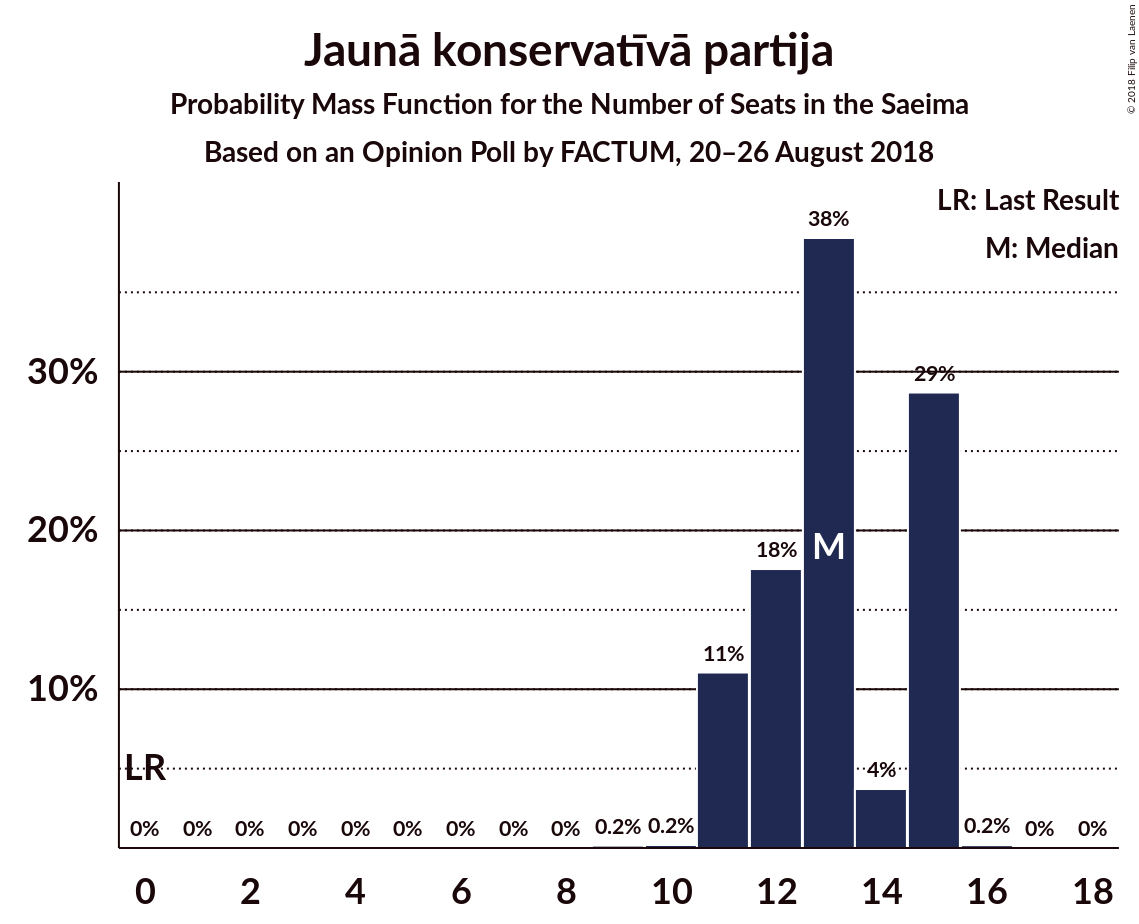 Jaunā konservatīvā partija
Probability Mass Function for the Number of Seats in the Saeima
Based on an Opinion Poll by FACTUM, 20–26 August 2018
© 2018 Filip van Laenen
LR: Last Result
M: Median
38%
30%
29%
20%
18%
M
11%
10%
LR
4%
0% 0% 0% 0% 0% 0% 0% 0% 0% 0.2% 0.2% 0.2% 0% 0%
0 2 4 6 8 10 12 14 16 18